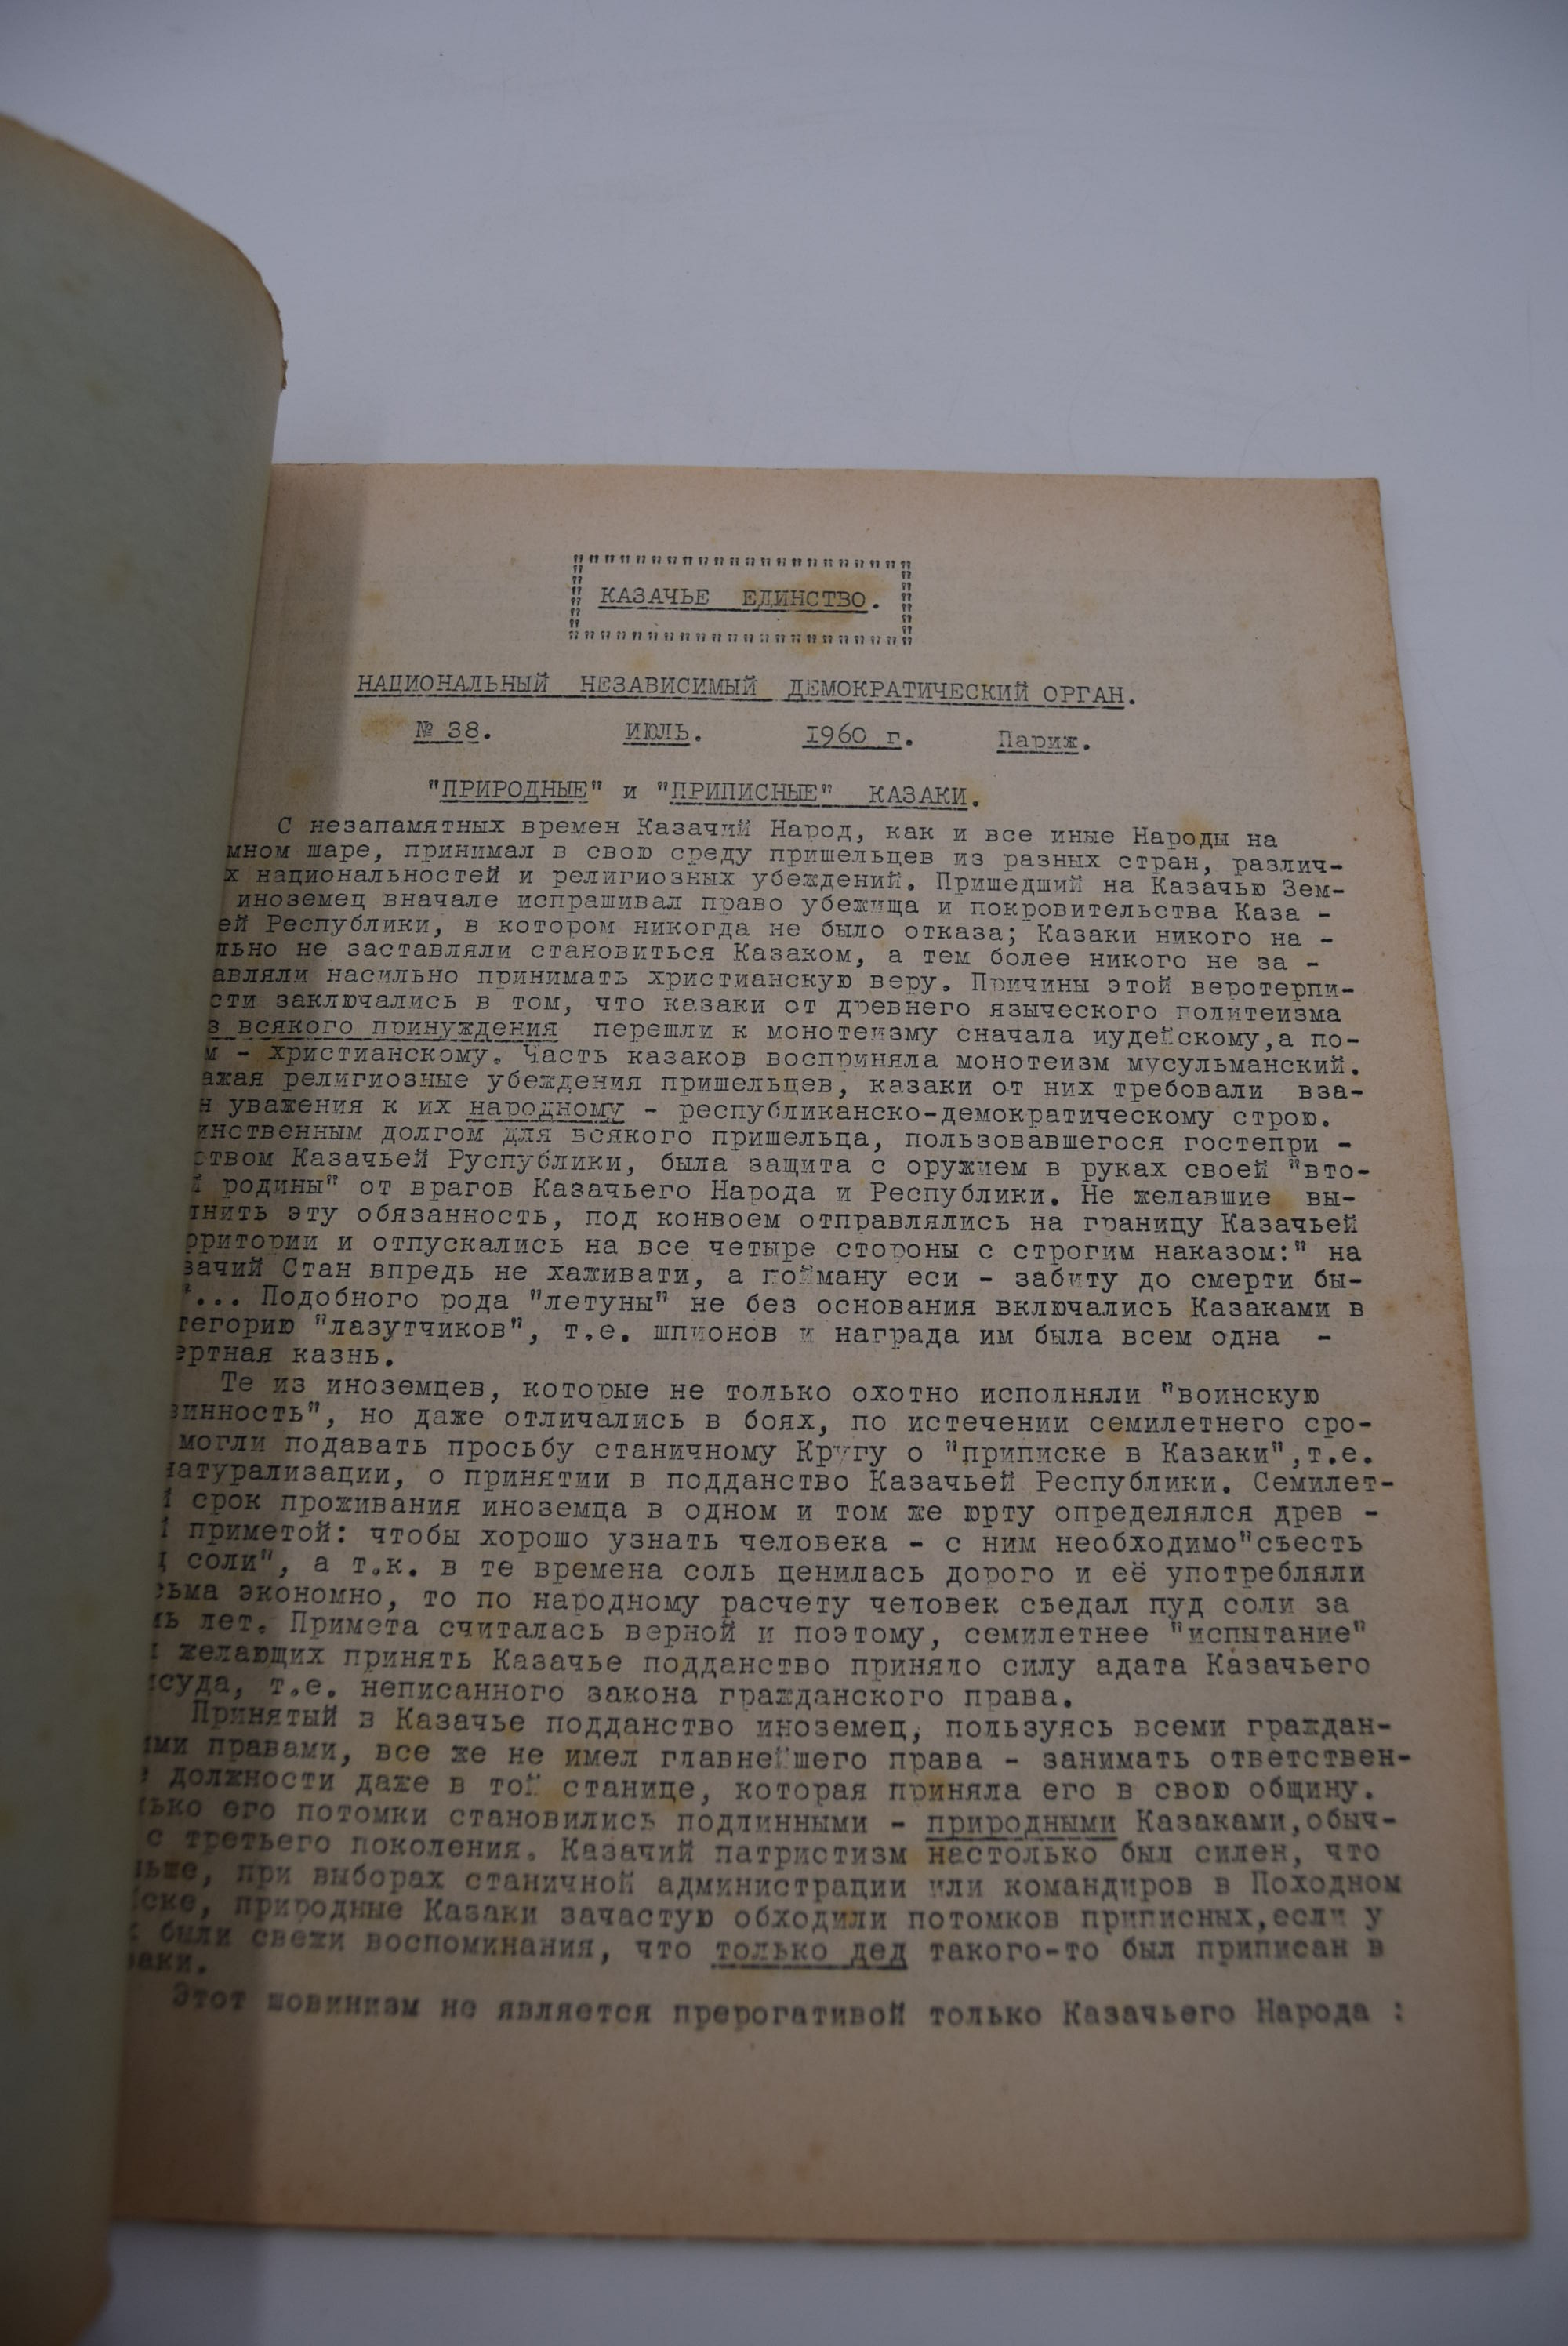 КАЗАЧЬЕ ЕДИНСТВО.
НАЦИОНАЛЬНЫЙ НЕЗАВИСИМЫЙ ДЕМОКРАТИЧЕСКИЙ ОРГАН.
№ 38. ИЮЛЬ. 1960 г. Париж.
"ПРИРОДНЫЕ" и "ПРИПИСНЫЕ" КАЗАКИ.
С незапамятных времен Казачий Народ, как и все иные Народы на
мном шаре, принимал в свою среду пришельцев из разных стран, различ-
х национальностей и религиозных убеждений. Пришедший на Казачью Зем-
иноземец вначале испрашивал право убежища и покровительства Каза -
ей Республики, в котором никогда не было отказа; Казаки никого на -
льно не заставляли становиться Казаком, а тем более никого не за -
авляли насильно принимать христианскую веру. Причины этой веротерпи-
сти заключались в том, что казаки от древнего языческого политеизма
з всякого принуждения перешли к монотеизму сначала иудейскому,а по-
м - христианскому. Часть казаков восприняла монотеизм мусульманский.
ажая религиозные убеждения пришельцев, казаки от них требовали вза-
н уважения к их народному - республиканско-демократическому строю.
инственным долгом для всякого пришельца, пользовавшегося гостепри -
ством Казачьей Руспублики, была защита с оружием в руках своей "вто-
й родины" от врагов Казачьего Народа и Республики. Не желавшие вы-
лнить эту обязанность, под конвоем отправлялись на границу Казачьей
рритории и отпускались на все четыре стороны с строгим наказом:" на
зачий Стан впредь не хаживати, а пойману еси - забиту до смерти бы-
"... Подобного рода "летуны" не без основания включались Казаками в
тегорию "лазутчиков", т.е. шпионов и награда им была всем одна -
ертная казнь.
Те из иноземцев, которые не только охотно исполняли "воинскую
винность", но даже отличались в боях, по истечении семилетнего сро-
могли подавать просьбу станичному Кругу о "приписке в Казаки",т.е.
натурализации, о принятии в подданство Казачьей Республики. Семилет-
й срок проживания иноземца в одном и том же юрту определялся древ -
й приметой: чтобы хорошо узнать человека - с ним необходимо"съесть
д соли", а т.к. в те времена соль ценилась дорого и её употребляли
сьма экономно, то по народному расчету человек съедал пуд соли за
мь лет. Примета считалась верной и поэтому, семилетнее "испытание"
я желающих принять Казачье подданство приняло силу адата Казачьего
исуда, т.е. неписанного закона гражданского права.
Принятый в Казачье подданство иноземец, пользуясь всеми граждан-
ими правами, все же не имел главнейшего права - занимать ответствен-
е должности даже в той станице, которая приняла его в свою общину.
лько его потомки становились подлинными - природными Казаками,обыч-
с третьего поколения. Казачий патристизм настолько был силен, что
льже, при выборах станичной администрации или командиров в Походном
йске, природные Казаки зачастую обходили потомков приписных,если у
х были свежи воспоминания, что только дед такого-то был приписан в
заки.
Этот шовинизм не является прерогативой только Казачьего Народа :